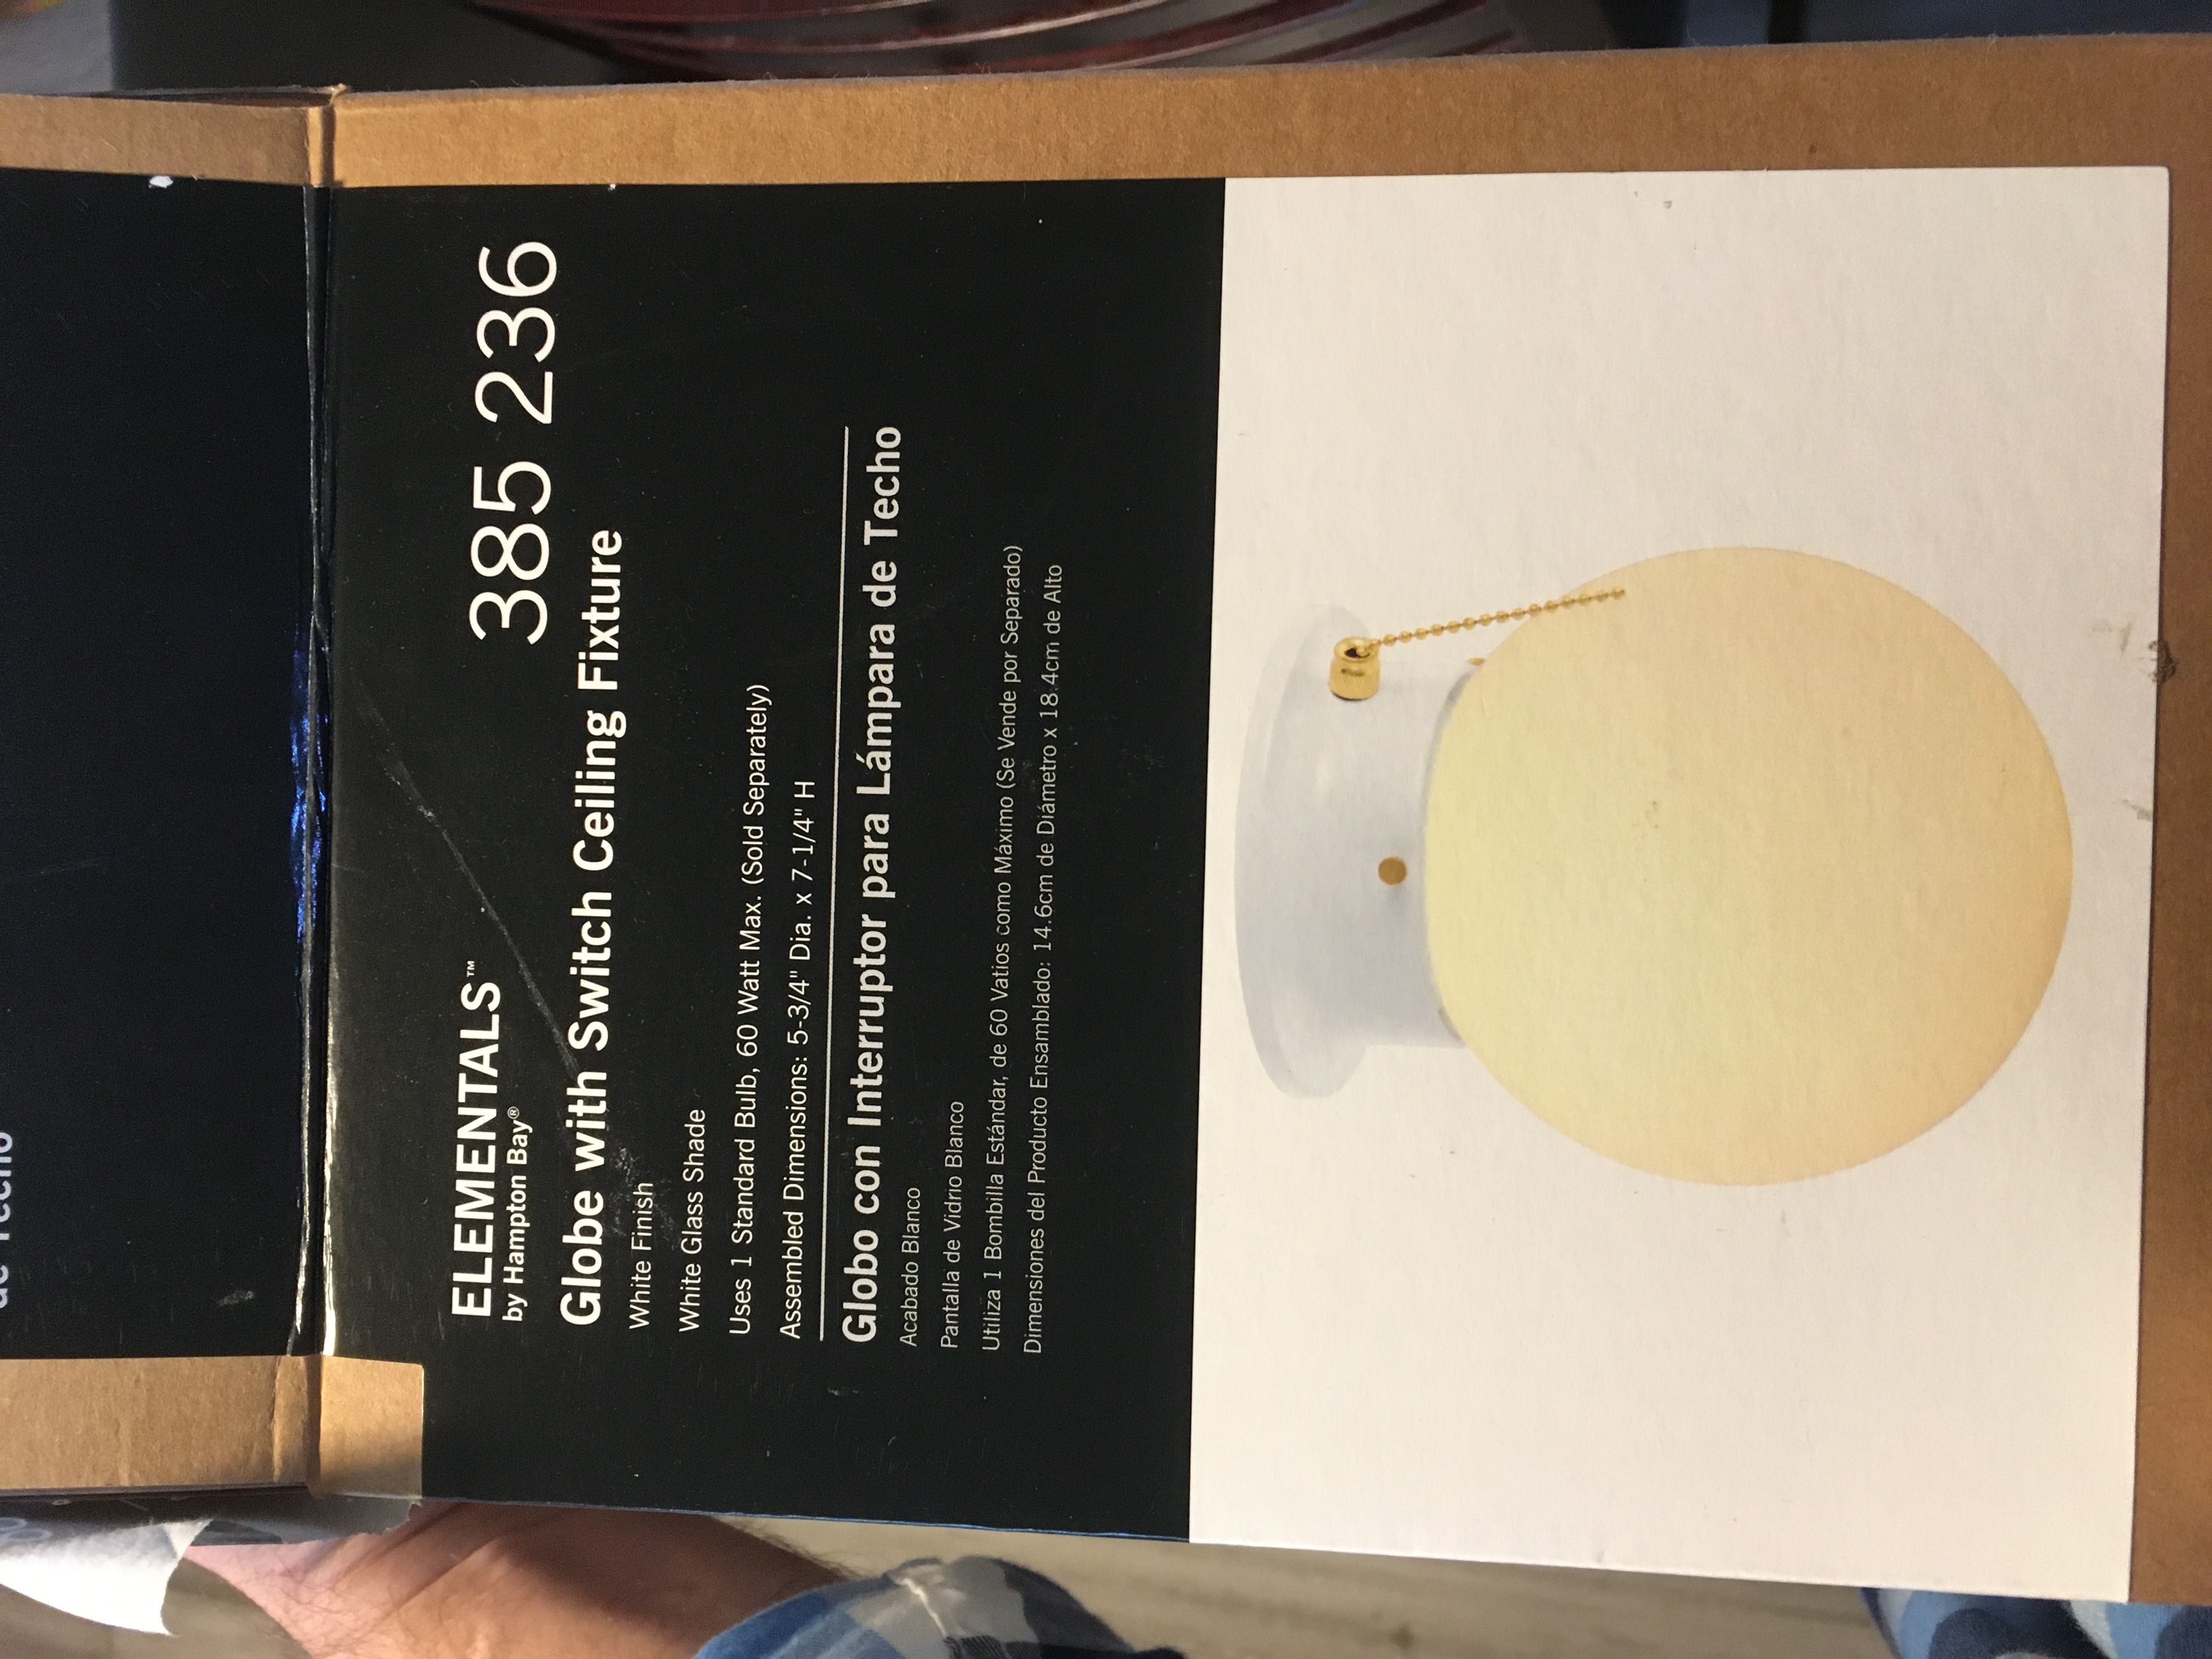 de Techo
ELEMENTALS™
by Hampton Bay®
385 236
Globe with Switch Ceiling Fixture
White Finish
White Glass Shade
Uses 1 Standard Bulb, 60 Watt Max. (Sold Separately)
Assembled Dimensions: 5-3/4" Dia. x 7-1/4" H
Globo con Interruptor para Lámpara de Techo
Acabado Blanco
Pantalla de Vidrio Blanco
Utiliza 1 Bombilla Estándar, de 60 Vatios como Máximo (Se Vende por Separado)
Dimensiones del Producto Ensamblado: 14.6cm de Diámetro x 18.4cm de Alto